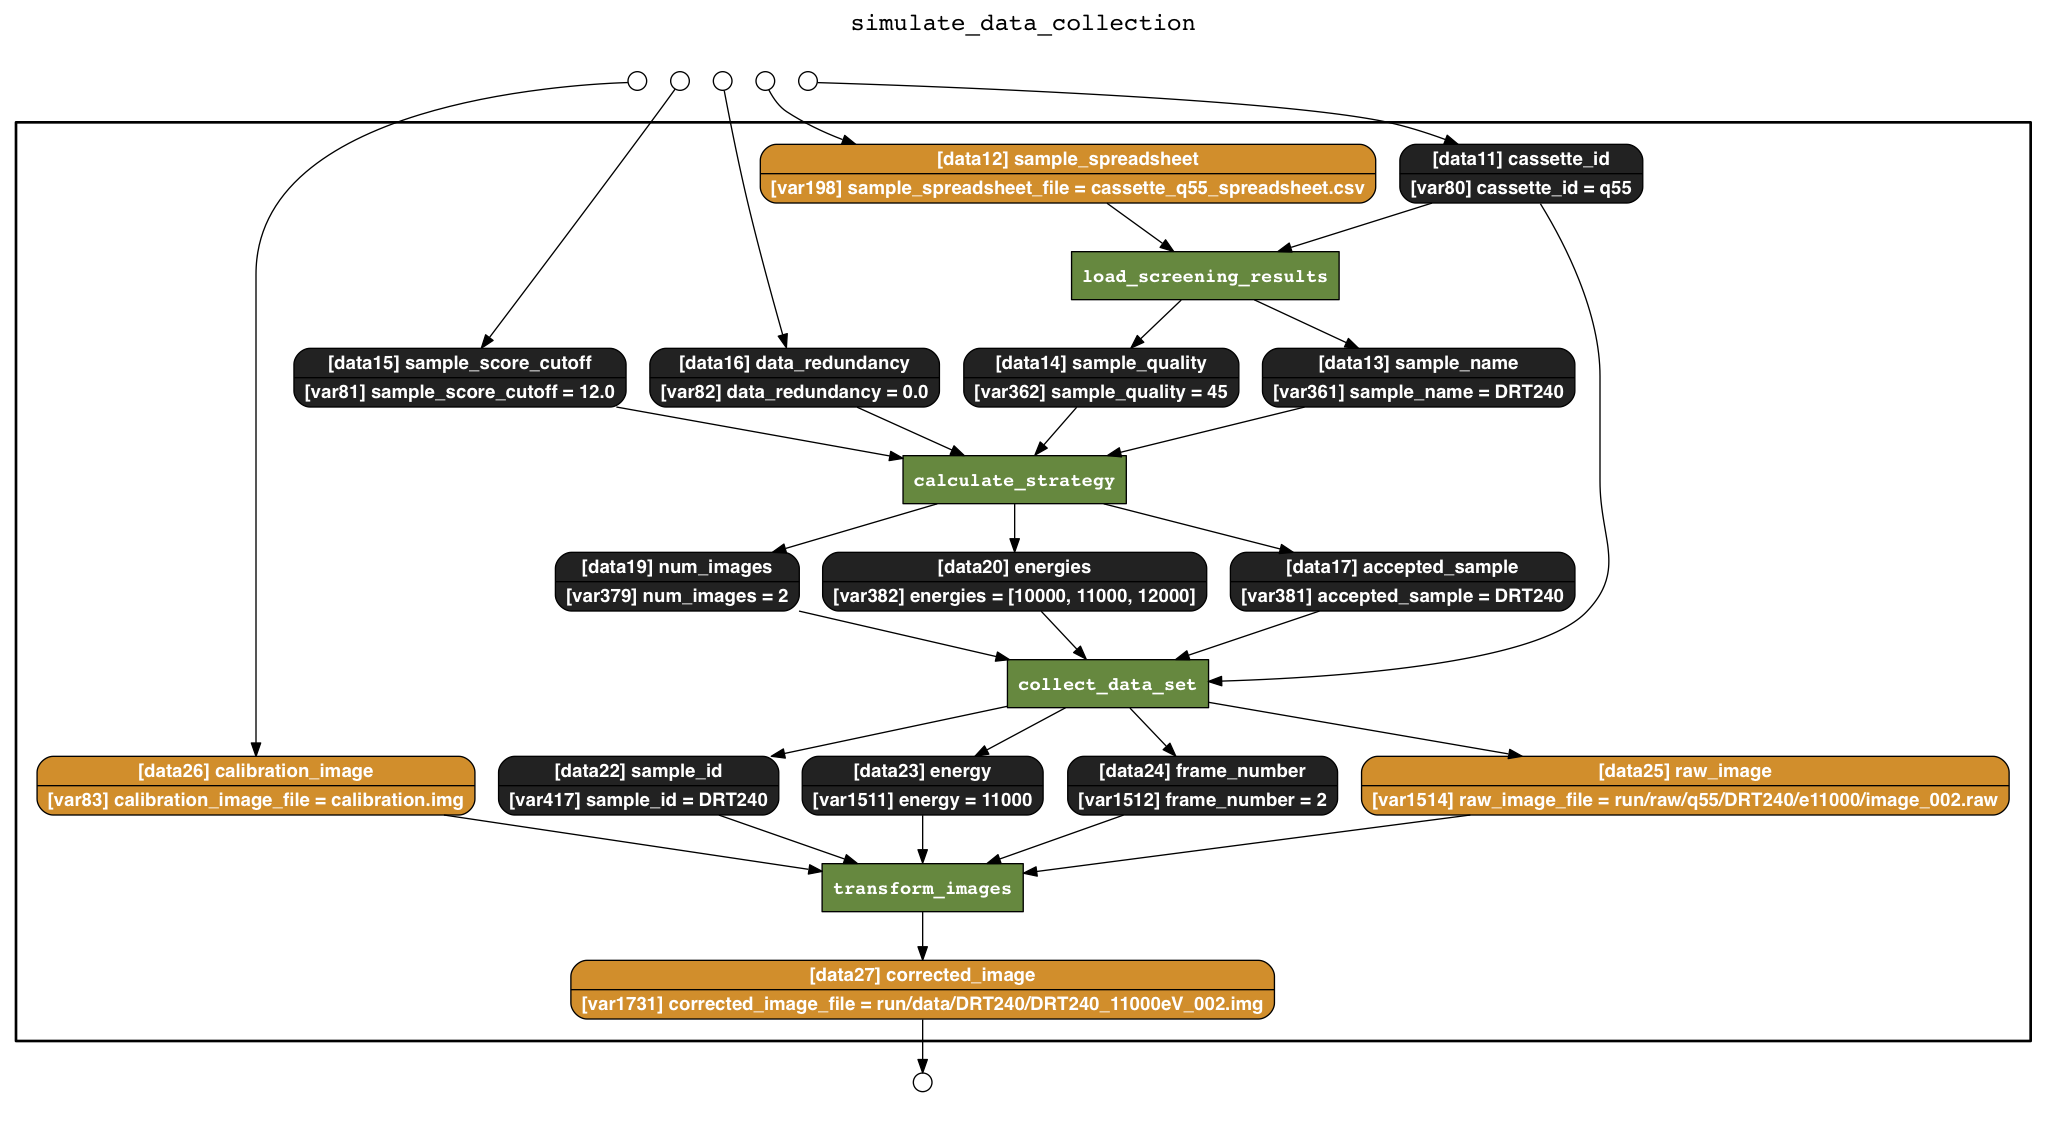 simulate_data_collection
[data12] sample_spreadsheet
[var198] sample_spreadsheet_file = cassette_q55_spreadsheet.csv
[data11] cassette_id
[var80] cassette_id = q55
load_screening_results
[data15] sample_score_cutoff
[var81] sample_score_cutoff = 12.0
[data16] data_redundancy
[var82] data_redundancy = 0.0
[data14] sample_quality
[var362] sample_quality = 45
[data13] sample_name
[var361] sample_name = DRT240
calculate_strategy
[data19] num_images
[var379] num_images = 2
[data20] energies
[var382] energies = [10000, 11000, 12000]
[data17] accepted_sample
[var381] accepted_sample = DRT240
collect_data_set
[data26] calibration_image
[var83] calibration_image_file = calibration.img
[data22] sample_id
[var417] sample_id = DRT240
[data23] energy
[var1511] energy = 11000
[data24] frame_number
[var1512] frame_number = 2
[data25] raw_image
[var1514] raw_image_file = run/raw/q55/DRT240/e11000/image_002.raw
transform_images
[data27] corrected_image
[var1731] corrected_image_file = run/data/DRT240/DRT240_11000eV_002.img